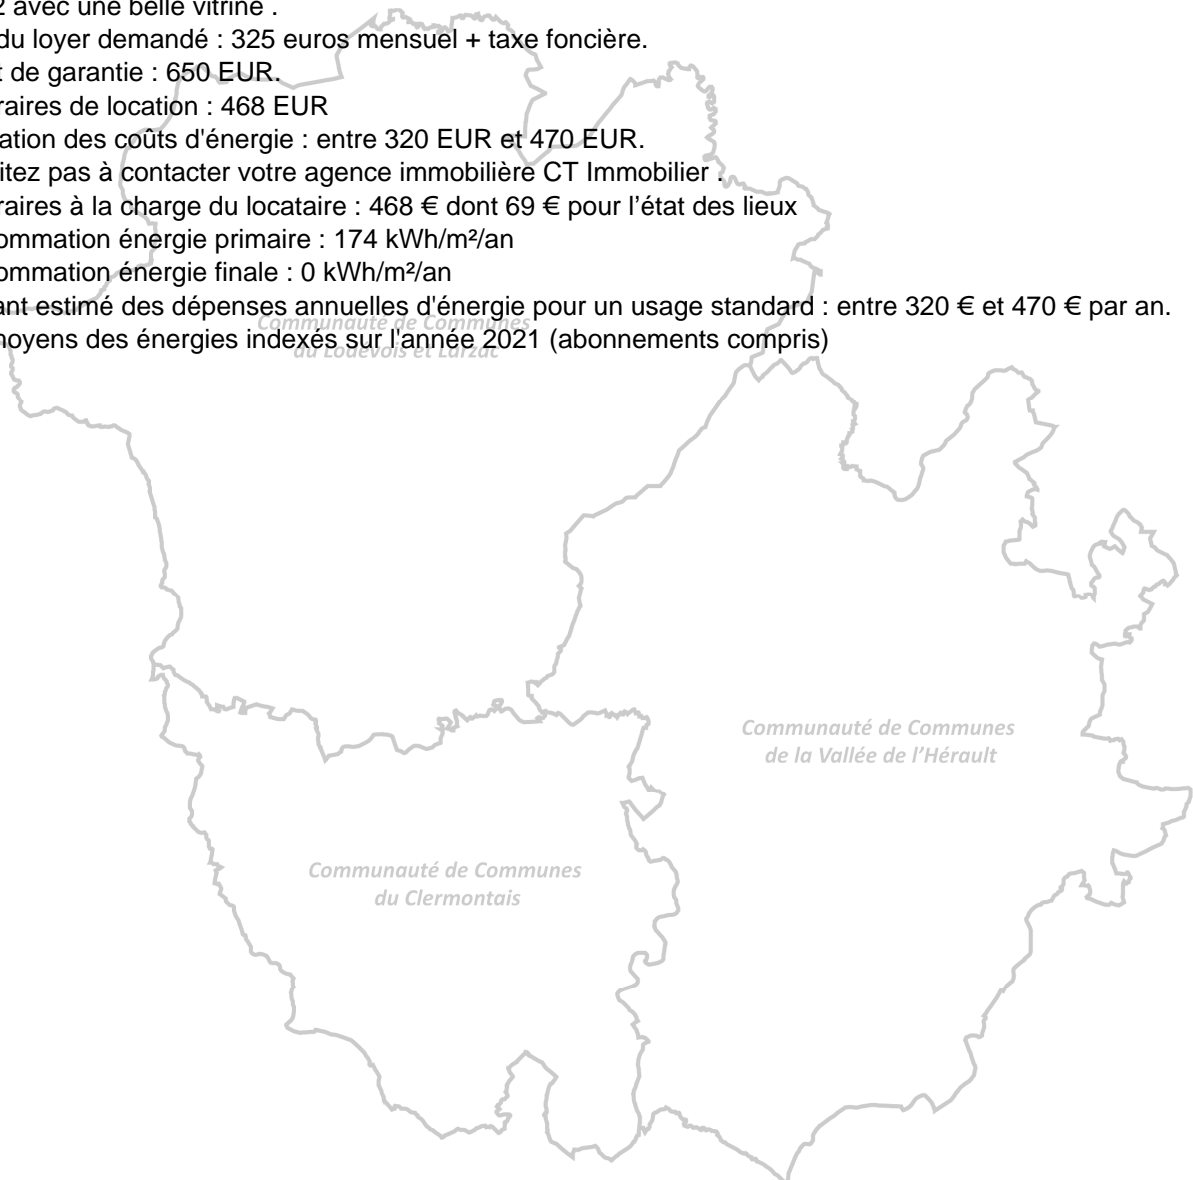 2 avec une belle vitrine .
du loyer demandé : 325 euros mensuel + taxe foncière.
t de garantie : 650 EUR.
raires de location : 468 EUR
ation des coûts d'énergie : entre 320 EUR et 470 EUR.
itez pas à contacter votre agence immobilière CT Immobilier .
raires à la charge du locataire : 468 € dont 69 € pour l'état des lieux
ommation énergie primaire : 174 kWh/m²/an
ommation énergie finale : 0 kWh/m²/an
ant estimé des dépenses annuelles d'énergie pour un usage standard : entre 320 € et 470 € par an.
Communauté de Communes
noyens des énergies indexés sur l'année 2021 (abonnements compris)
du Lodévois et Larzac
Communauté de Communes
de la Vallée de l'Hérault
Communauté de Communes
du Clermontais